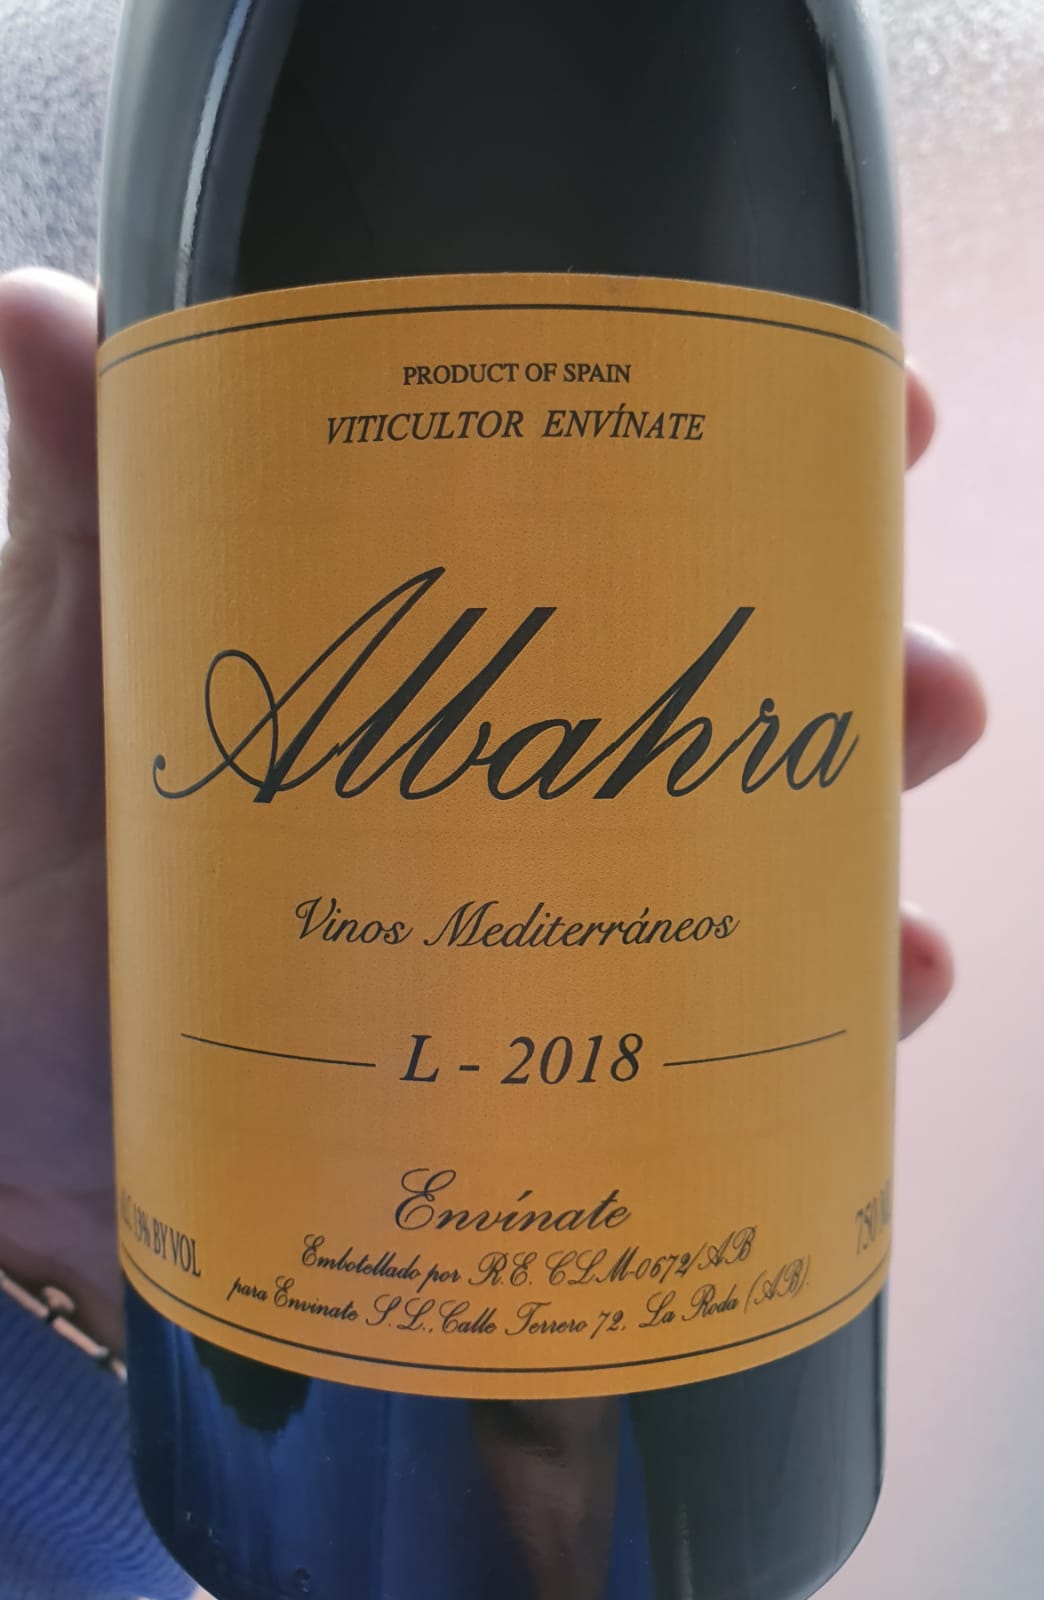 PRODUCT OF SPAIN
VITICULTOR ENVÍNATE
Albahra
Vinos Mediterráneos
L - 2018
Envínate
13% BY VOL
750
Embotellado por R.E. CLM-0672/AB
para Envinate S.L., Calle Terrero 72. La Roda (AB).